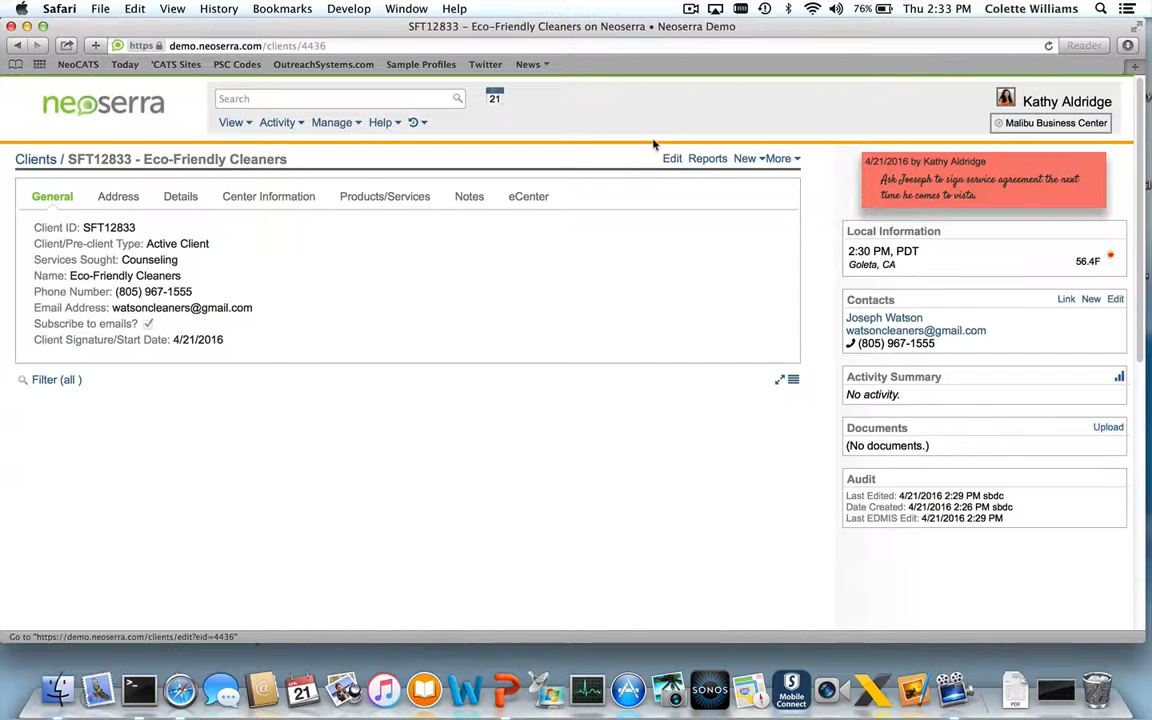 Safari File Edit View History Bookmarks Develop Window Help 76% Thu 2:33 PM Colette Williams
SFT12833 - Eco-Friendly Cleaners on Neoserra • Neoserra Demo
https demo.neoserra.com/clients/4436 Reader
NeoCATS Today 'CATS Sites PSC Codes OutreachSystems.com Sample Profiles Twitter News
neoserra
Search
21
View Activity Manage Help
Kathy Aldridge
Malibu Business Center
Clients / SFT12833 - Eco-Friendly Cleaners
Edit Reports New More
General Address Details Center Information Products/Services Notes eCenter
Client ID: SFT12833
Client/Pre-client Type: Active Client
Services Sought: Counseling
Name: Eco-Friendly Cleaners
Phone Number: (805) 967-1555
Email Address: watsoncleaners@gmail.com
Subscribe to emails?
Client Signature/Start Date: 4/21/2016
Filter (all )
4/21/2016 by Kathy Aldridge
Ask Joeseph to sign service agreement the next
time he comes to vista.
Local Information
2:30 PM, PDT
Goleta, CA
56.4F
Contacts
Link New Edit
Joseph Watson
watsoncleaners@gmail.com
(805) 967-1555
Activity Summary
No activity.
Documents
Upload
(No documents.)
Audit
Last Edited: 4/21/2016 2:29 PM sbdc
Date Created: 4/21/2016 2:26 PM sbdc
Last EDMIS Edit: 4/21/2016 2:29 PM
Go to "https://demo.neoserra.com/clients/edit?eid=4436"
APR
21
SONOS
S
Mobile
Connect
PDF